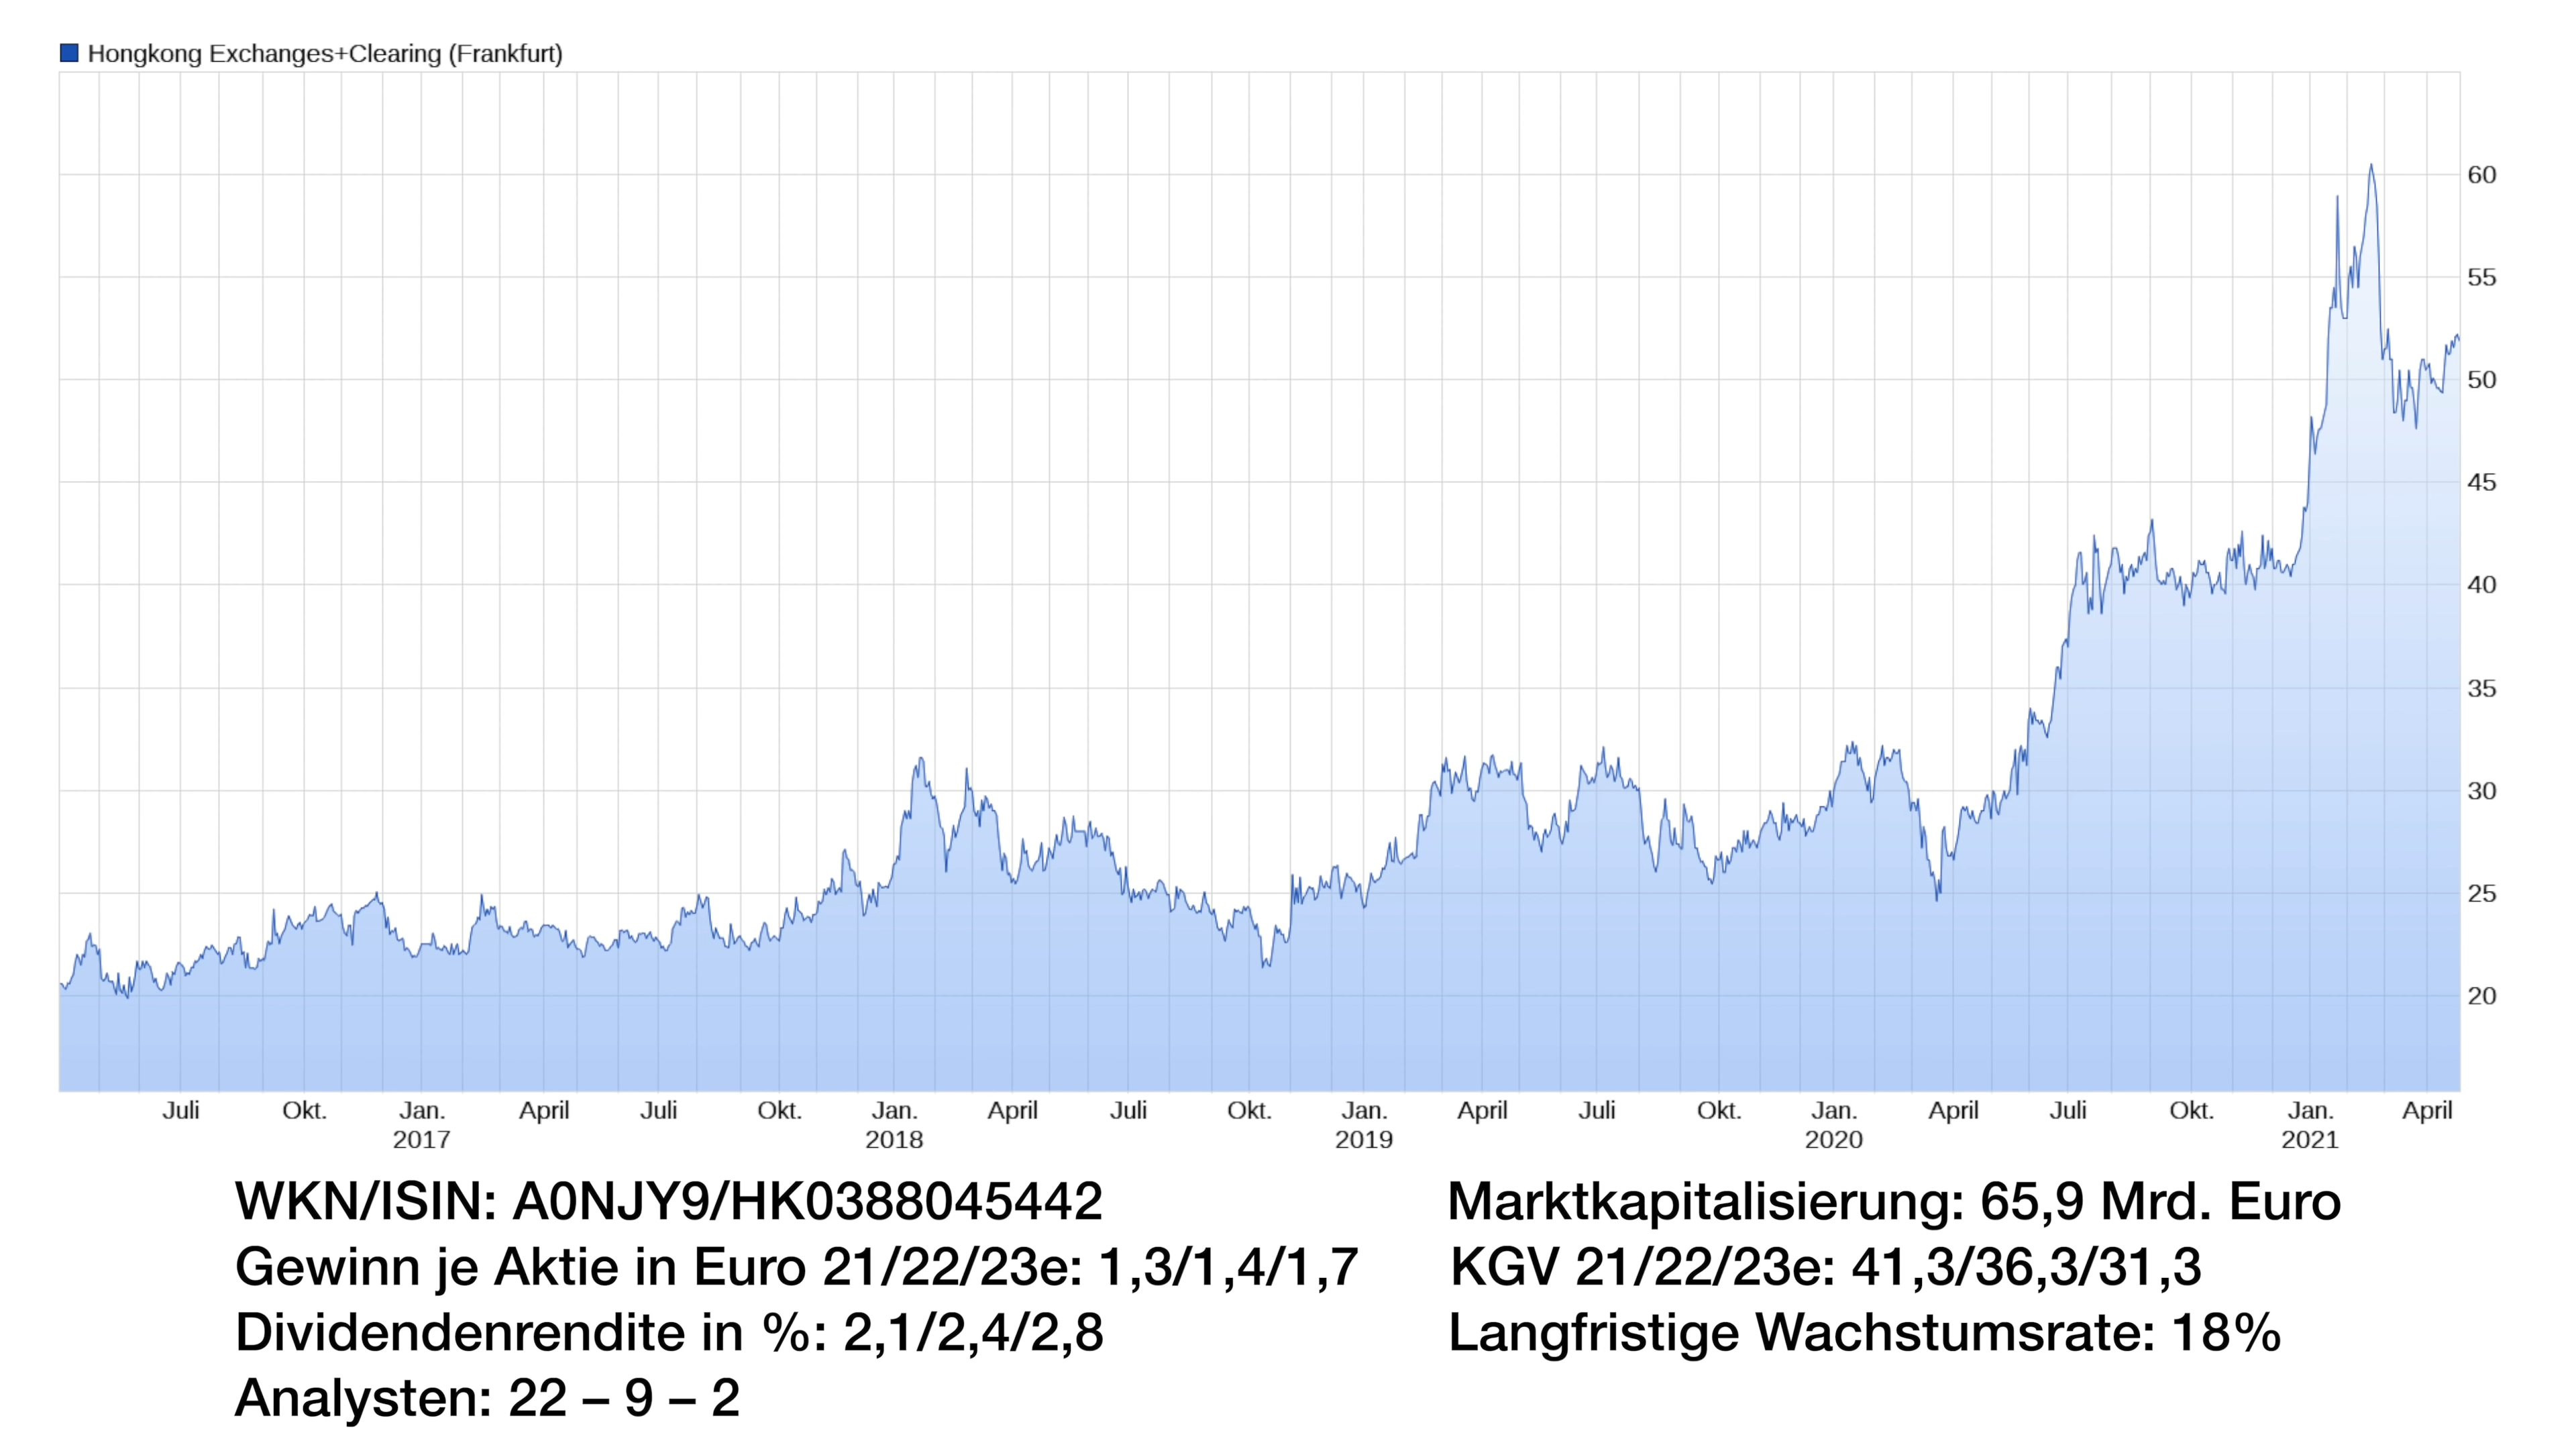 Hongkong Exchanges+Clearing (Frankfurt)
60
55
50
45
40
35
30
25
20
Juli Okt. Jan. April Juli Okt. Jan. April Juli Okt. Jan. April Juli Okt. Jan. April Juli Okt. Jan. April
2017 2018 2019 2020 2021
WKN/ISIN: A0NJY9/HK0388045442
Gewinn je Aktie in Euro 21/22/23e: 1,3/1,4/1,7
Dividendenrendite in %: 2,1/2,4/2,8
Analysten: 22 – 9 – 2
Marktkapitalisierung: 65,9 Mrd. Euro
KGV 21/22/23e: 41,3/36,3/31,3
Langfristige Wachstumsrate: 18%